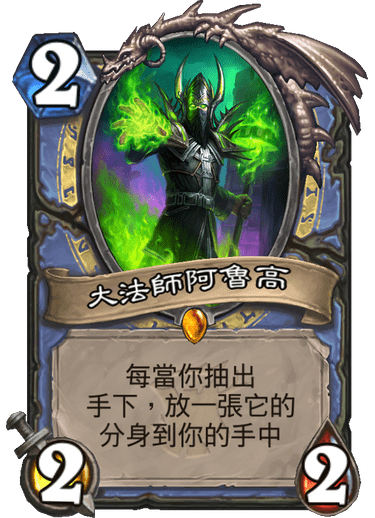 2
大法師阿魯高
每當你抽出
手下,放一張它的
分身到你的手中
2
2